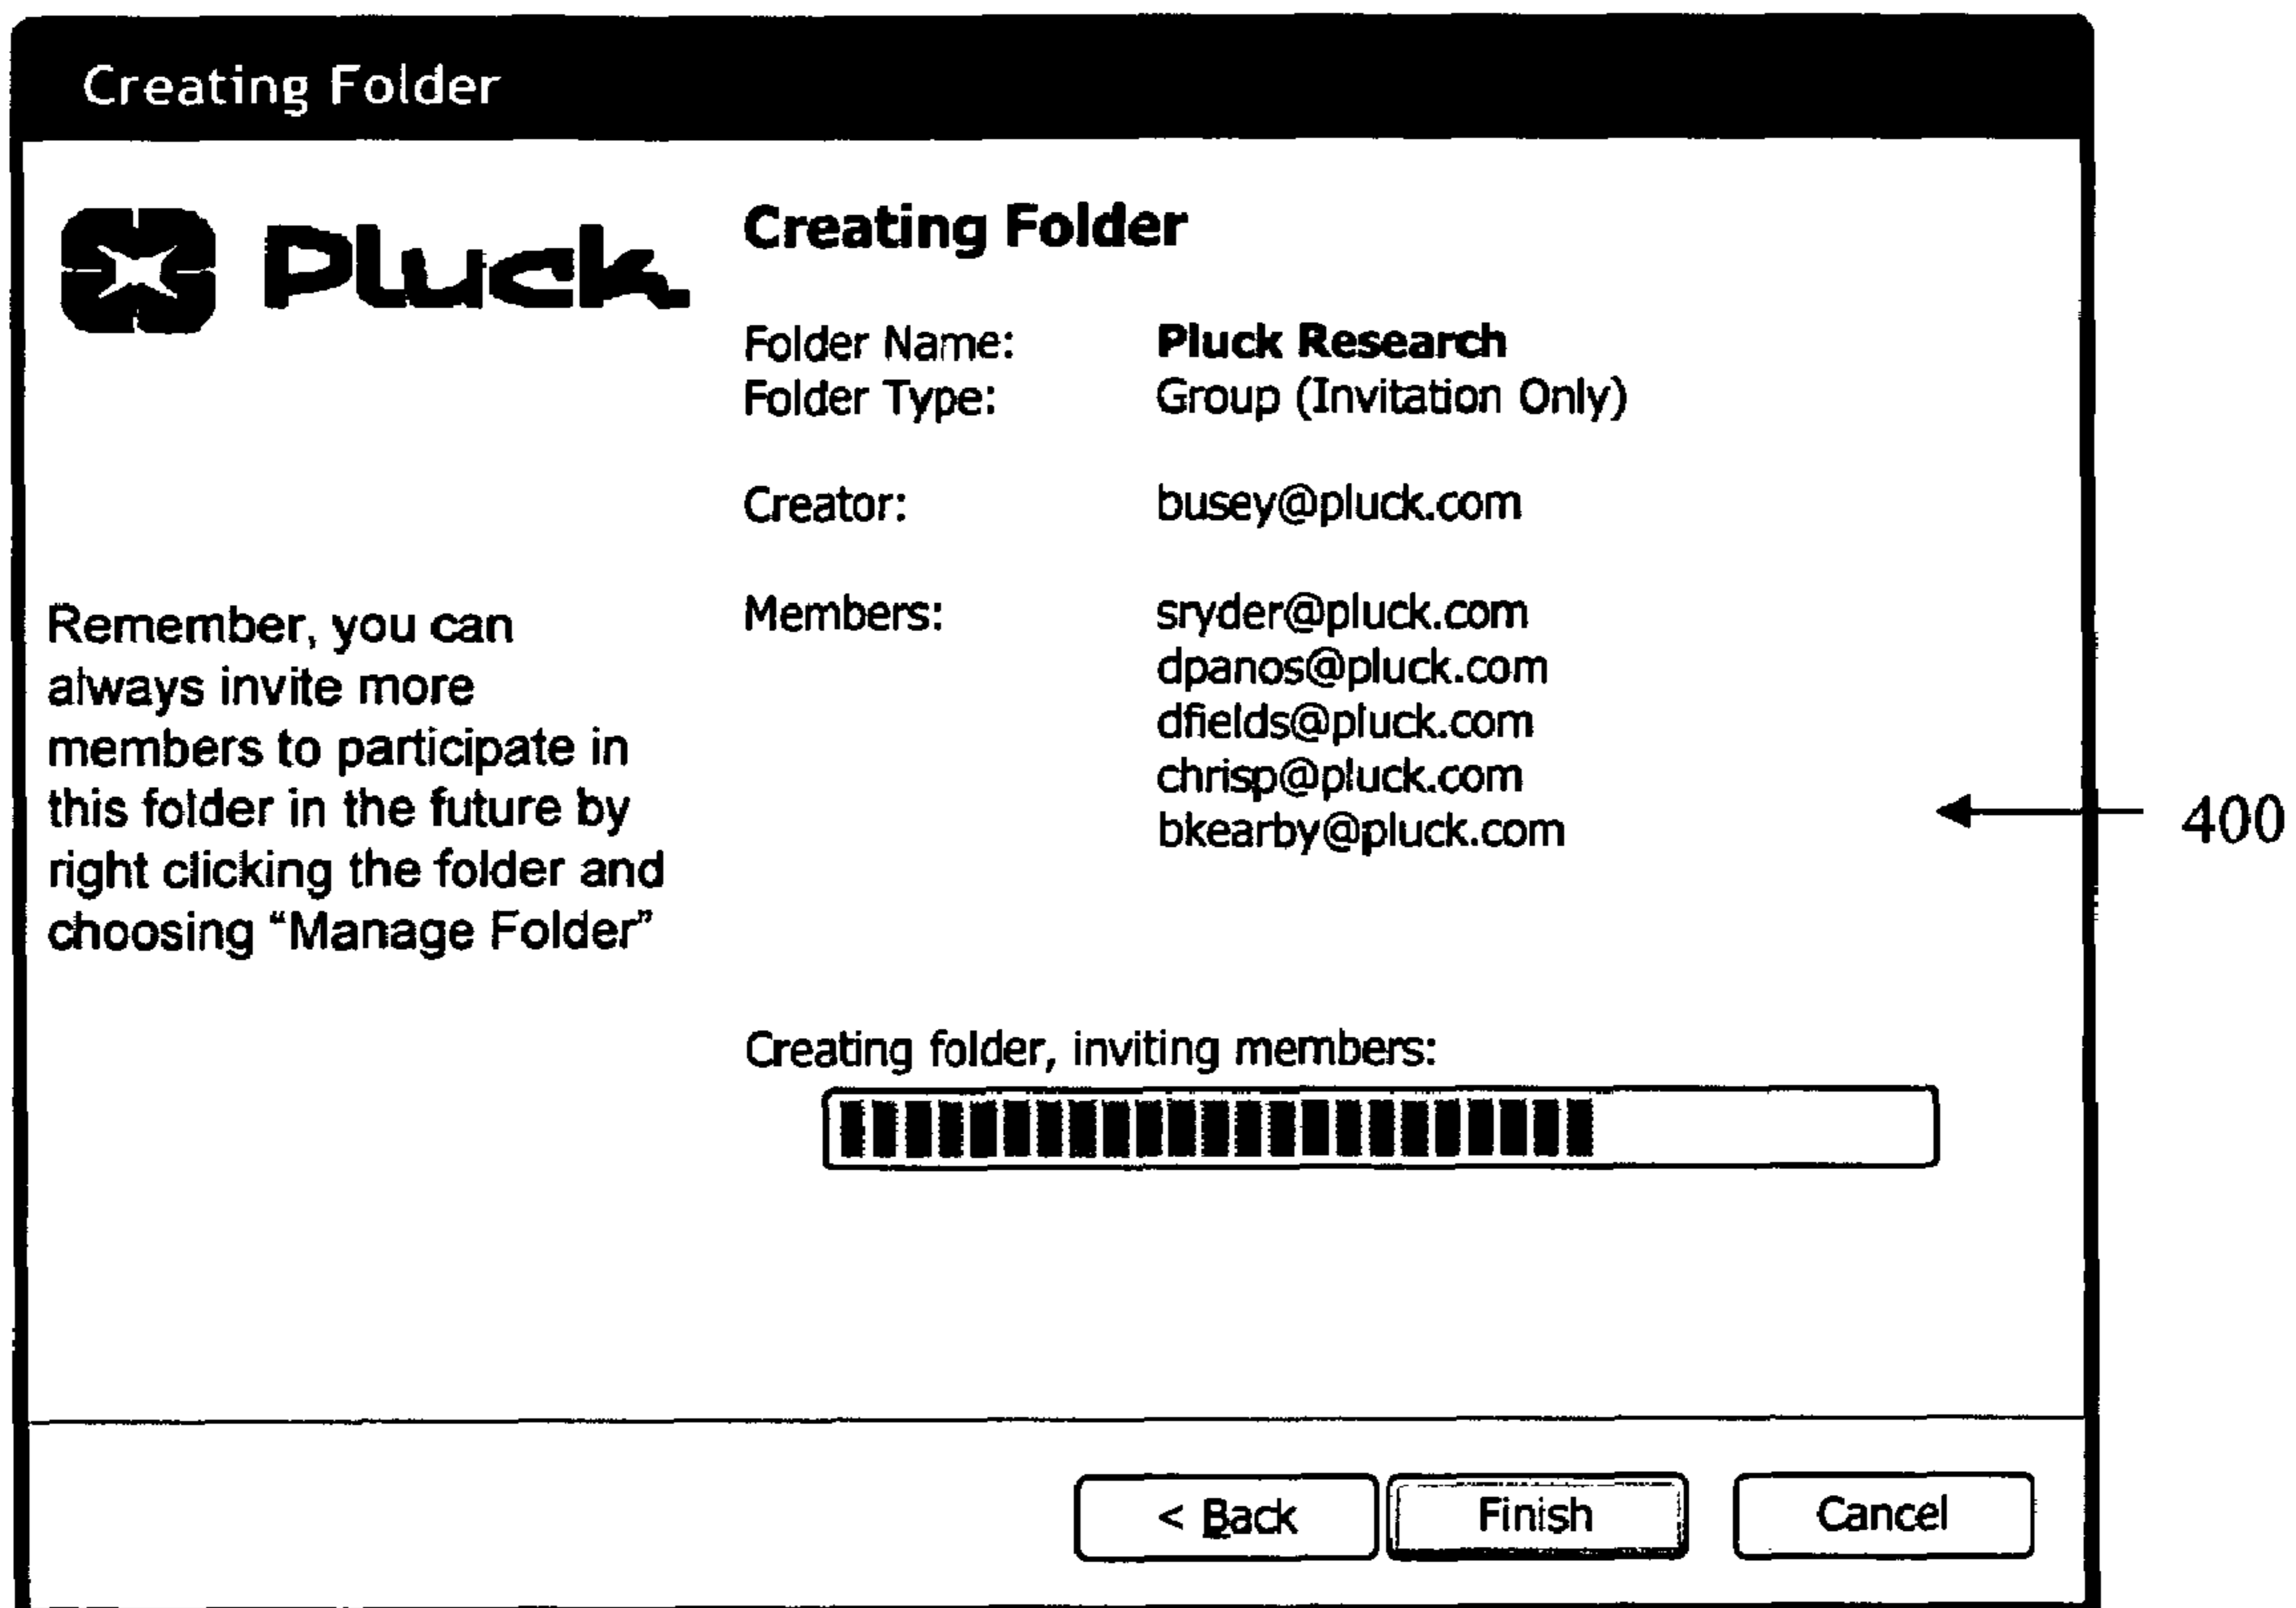 Creating Folder
Pluck
Creating Folder
Folder Name: Pluck Research
Folder Type: Group (Invitation Only)
Creator: busey@pluck.com
Members: sryder@pluck.com
dpanos@pluck.com
dfields@pluck.com
chrisp@pluck.com
bkearby@pluck.com
Remember, you can
always invite more
members to participate in
this folder in the future by
right clicking the folder and
choosing “Manage Folder”
400
Creating folder, inviting members:
< Back Finish Cancel